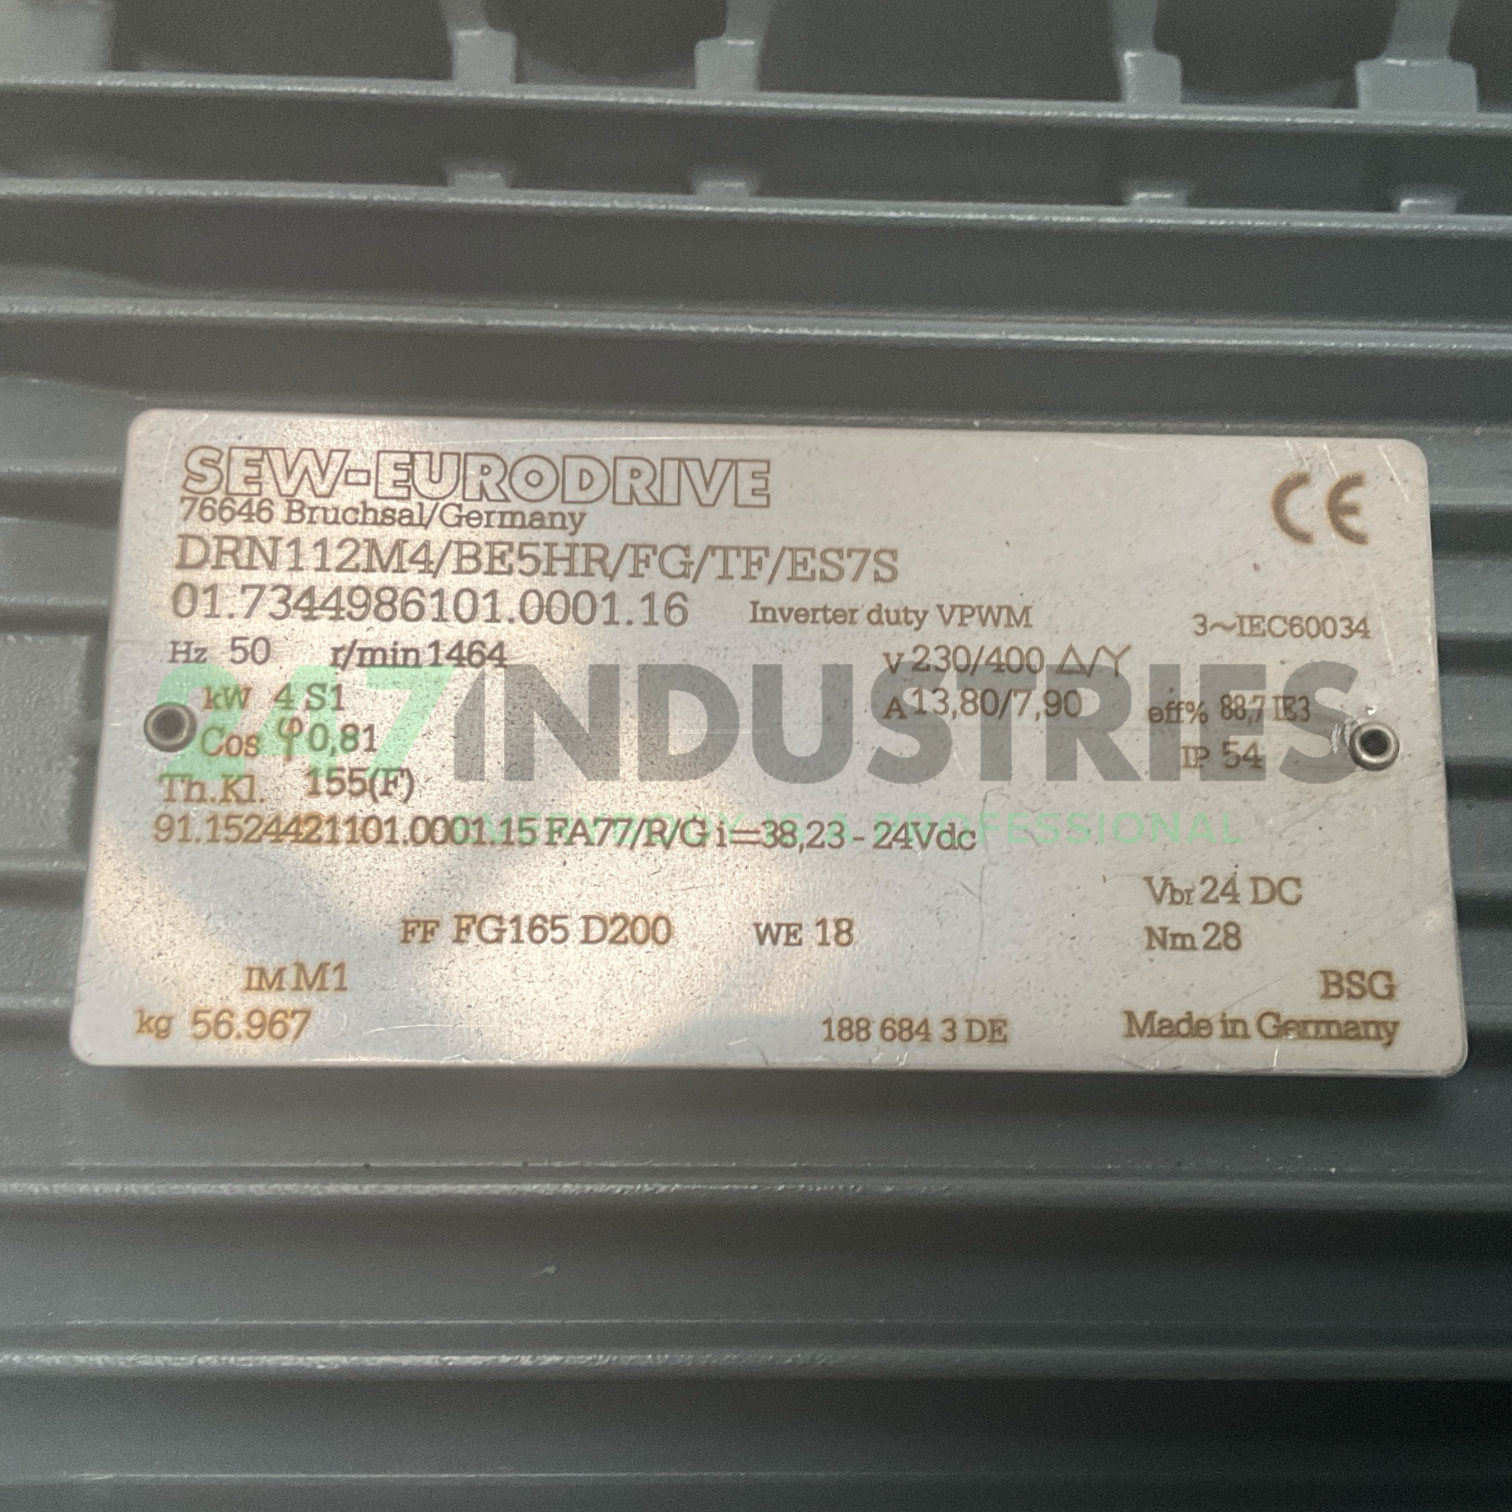 SEW-EURODRIVE
76646 Bruchsal/Germany
CE
DRN112M4/BE5HR/FG/TF/ES7S
01.7344986101.0001.16 Inverter duty VPWM 3~IEC60034
Hz 50 r/min 1464 V 230/400 Δ/Y
kW 4 S1 A 13,80/7,90 eff% 88,7 IE3
Cos φ 0,81 IP 54
Th.Kl. 155(F)
91.1524421101.0001.15 FA77/R/G i=38,23 - 24Vdc
Vbr 24 DC
FF FG165 D200 WE 18 Nm 28
IM M1 BSG
kg 56.967 188 684 3 DE Made in Germany
247INDUSTRIES
PROFESSIONAL